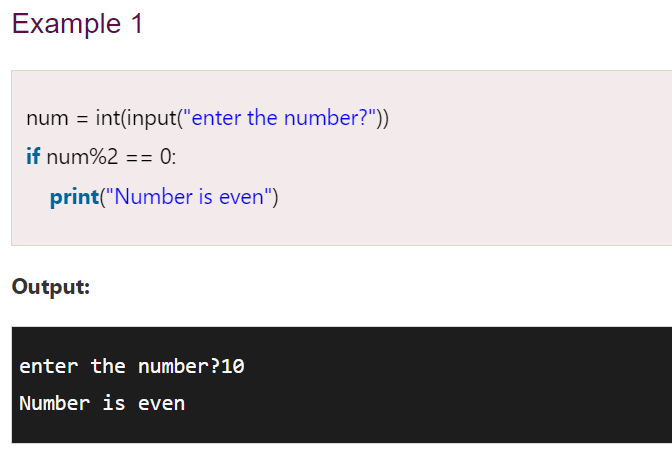 Example 1
num = int(input("enter the number?"))
if num%2 == 0:
print("Number is even")
Output:
enter the number?10
Number is even